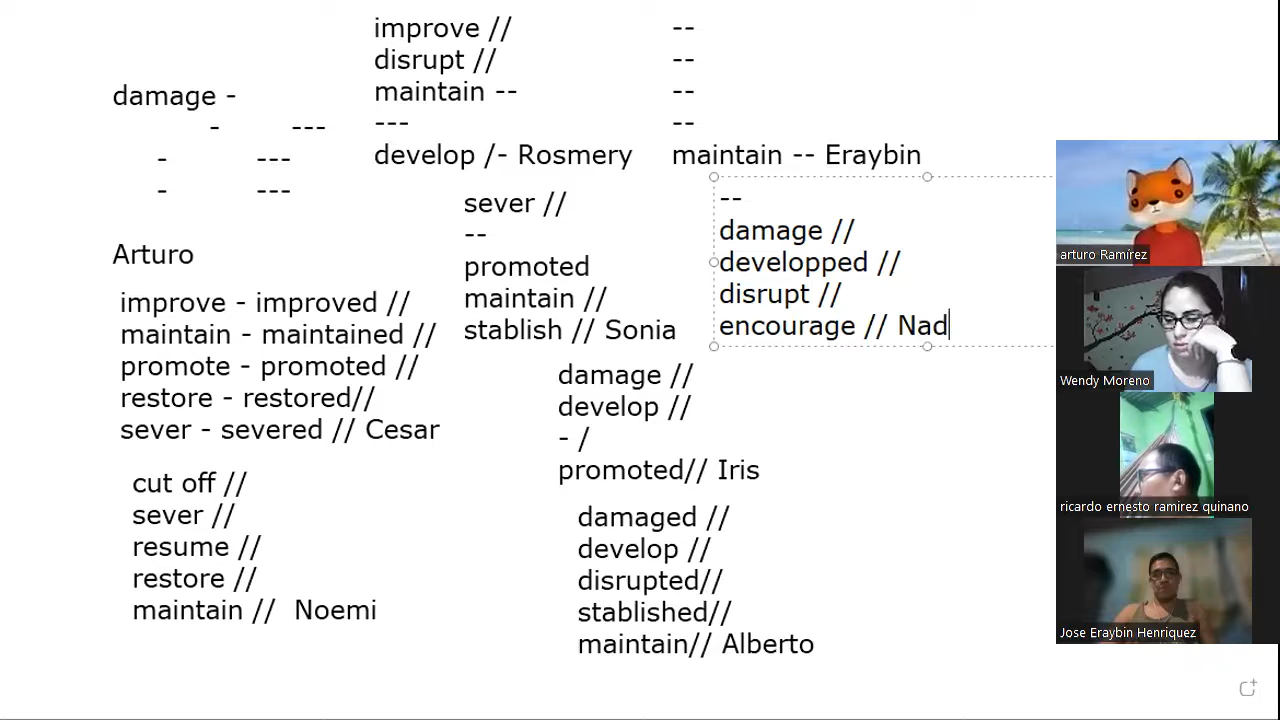 improve //
disrupt //
maintain --
---
develop /- Rosmery
--
--
--
--
maintain -- Eraybin
damage -
- ---
- ---
- ---
Arturo
sever //
--
promoted
maintain //
stablish // Sonia
--
damage //
developped //
disrupt //
encourage // Nad
improve - improved //
maintain - maintained //
promote - promoted //
restore - restored//
sever - severed // Cesar
damage //
develop //
- /
promoted// Iris
cut off //
sever //
resume //
restore //
maintain // Noemi
damaged //
develop //
disrupted//
stablished//
maintain// Alberto
arturo Ramírez
Wendy Moreno
ricardo ernesto ramirez quinano
Jose Eraybin Henriquez